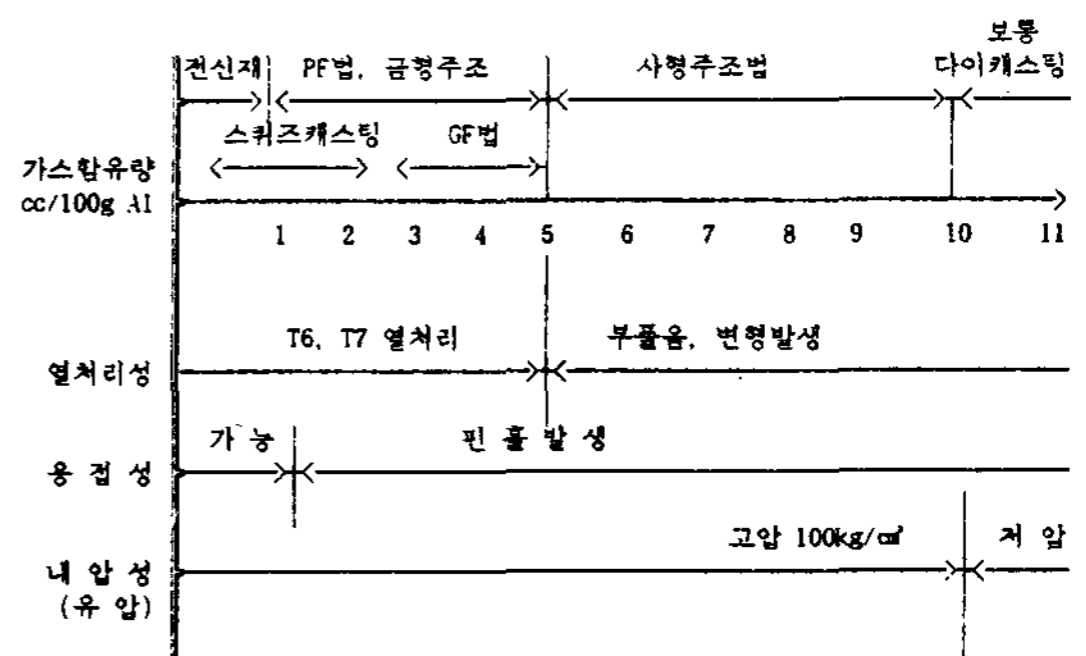 보통
전신재 PF법, 금형주조 사형주조법 다이캐스팅
스퀴즈캐스팅 GF법
가스함유량
cc/100g Al
1 2 3 4 5 6 7 8 9 10 11
T6, T7 열처리 부풀음, 변형발생
열처리성
가능 핀홀발생
용접성
고압 100kg/㎠ 저압
내압성
(유압)